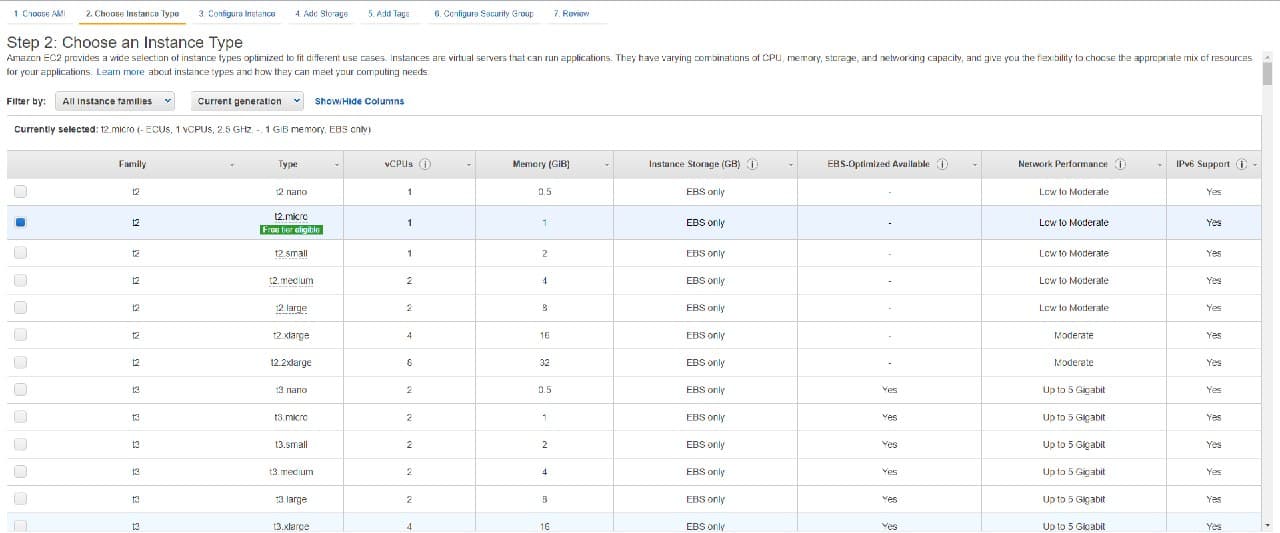 1. Choose AMI 2. Choose Instance Type 3. Configure Instance 4. Add Storage 5. Add Tags 6. Configure Security Group 7. Review
Step 2: Choose an Instance Type
Amazon EC2 provides a wide selection of instance types optimized to fit different use cases. Instances are virtual servers that can run applications. They have varying combinations of CPU, memory, storage, and networking capacity, and give you the flexibility to choose the appropriate mix of resources
for your applications. Learn more about instance types and how they can meet your computing needs.
Filter by: All instance families Current generation Show/Hide Columns
Currently selected: t2.micro (- ECUs, 1 vCPUs, 2.5 GHz, -, 1 GiB memory, EBS only)
Family Type vCPUs Memory (GiB) Instance Storage (GB) EBS-Optimized Available Network Performance IPv6 Support
t2 t2.nano 1 0.5 EBS only - Low to Moderate Yes
t2 t2.micro 1 1 EBS only - Low to Moderate Yes
Free tier eligible
t2 t2.small 1 2 EBS only - Low to Moderate Yes
t2 t2.medium 2 4 EBS only - Low to Moderate Yes
t2 t2.large 2 8 EBS only - Low to Moderate Yes
t2 t2.xlarge 4 16 EBS only - Moderate Yes
t2 t2.2xlarge 8 32 EBS only - Moderate Yes
t3 t3.nano 2 0.5 EBS only Yes Up to 5 Gigabit Yes
t3 t3.micro 2 1 EBS only Yes Up to 5 Gigabit Yes
t3 t3.small 2 2 EBS only Yes Up to 5 Gigabit Yes
t3 t3.medium 2 4 EBS only Yes Up to 5 Gigabit Yes
t3 t3.large 2 8 EBS only Yes Up to 5 Gigabit Yes
t3 t3.xlarge 4 16 EBS only Yes Up to 5 Gigabit Yes